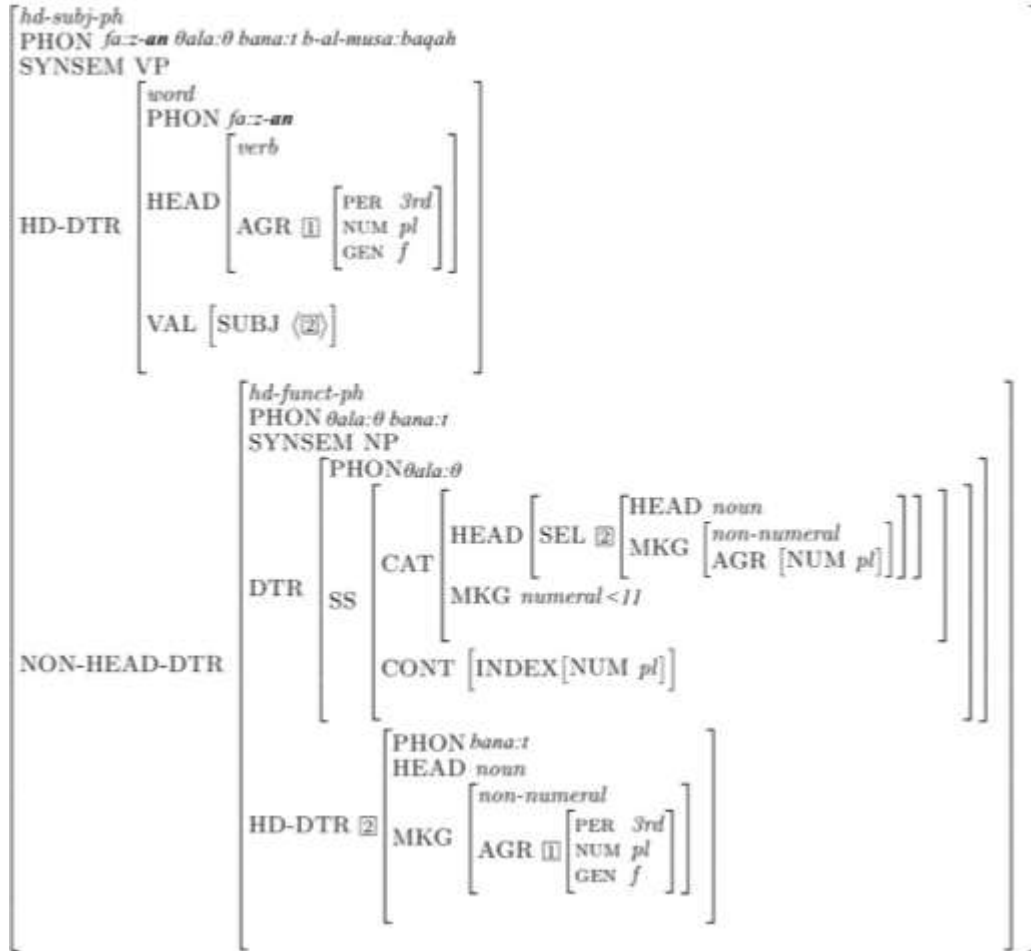 hd-subj-ph
PHON fa:z-an θala:θ bana:t b-al-musa:baqah
SYNSEM VP
word
PHON fa:z-an
verb
HEAD
PER 3rd
HD-DTR AGR 1 NUM pl
GEN f
VAL [SUBJ ⟨2⟩]
hd-funct-ph
PHON θala:θ bana:t
SYNSEM NP
PHON θala:θ
HEAD noun
HEAD [SEL 2 MKG [non-numeral
AGR [NUM pl]]]
CAT
DTR SS MKG numeral<11
NON-HEAD-DTR CONT [INDEX[NUM pl]]
PHON bana:t
HEAD noun
non-numeral
HD-DTR 2 MKG PER 3rd
AGR 1 NUM pl
GEN f